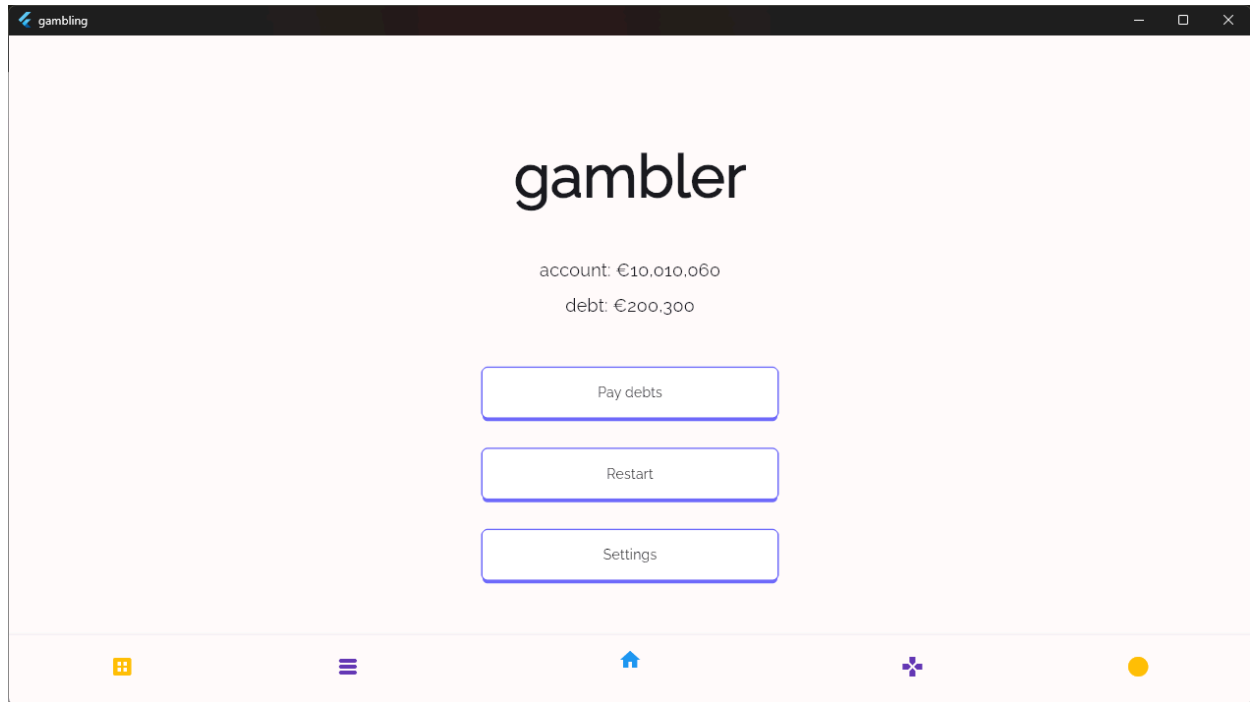 gambling
gambler
account: €10,010,060
debt: €200,300
Pay debts
Restart
Settings